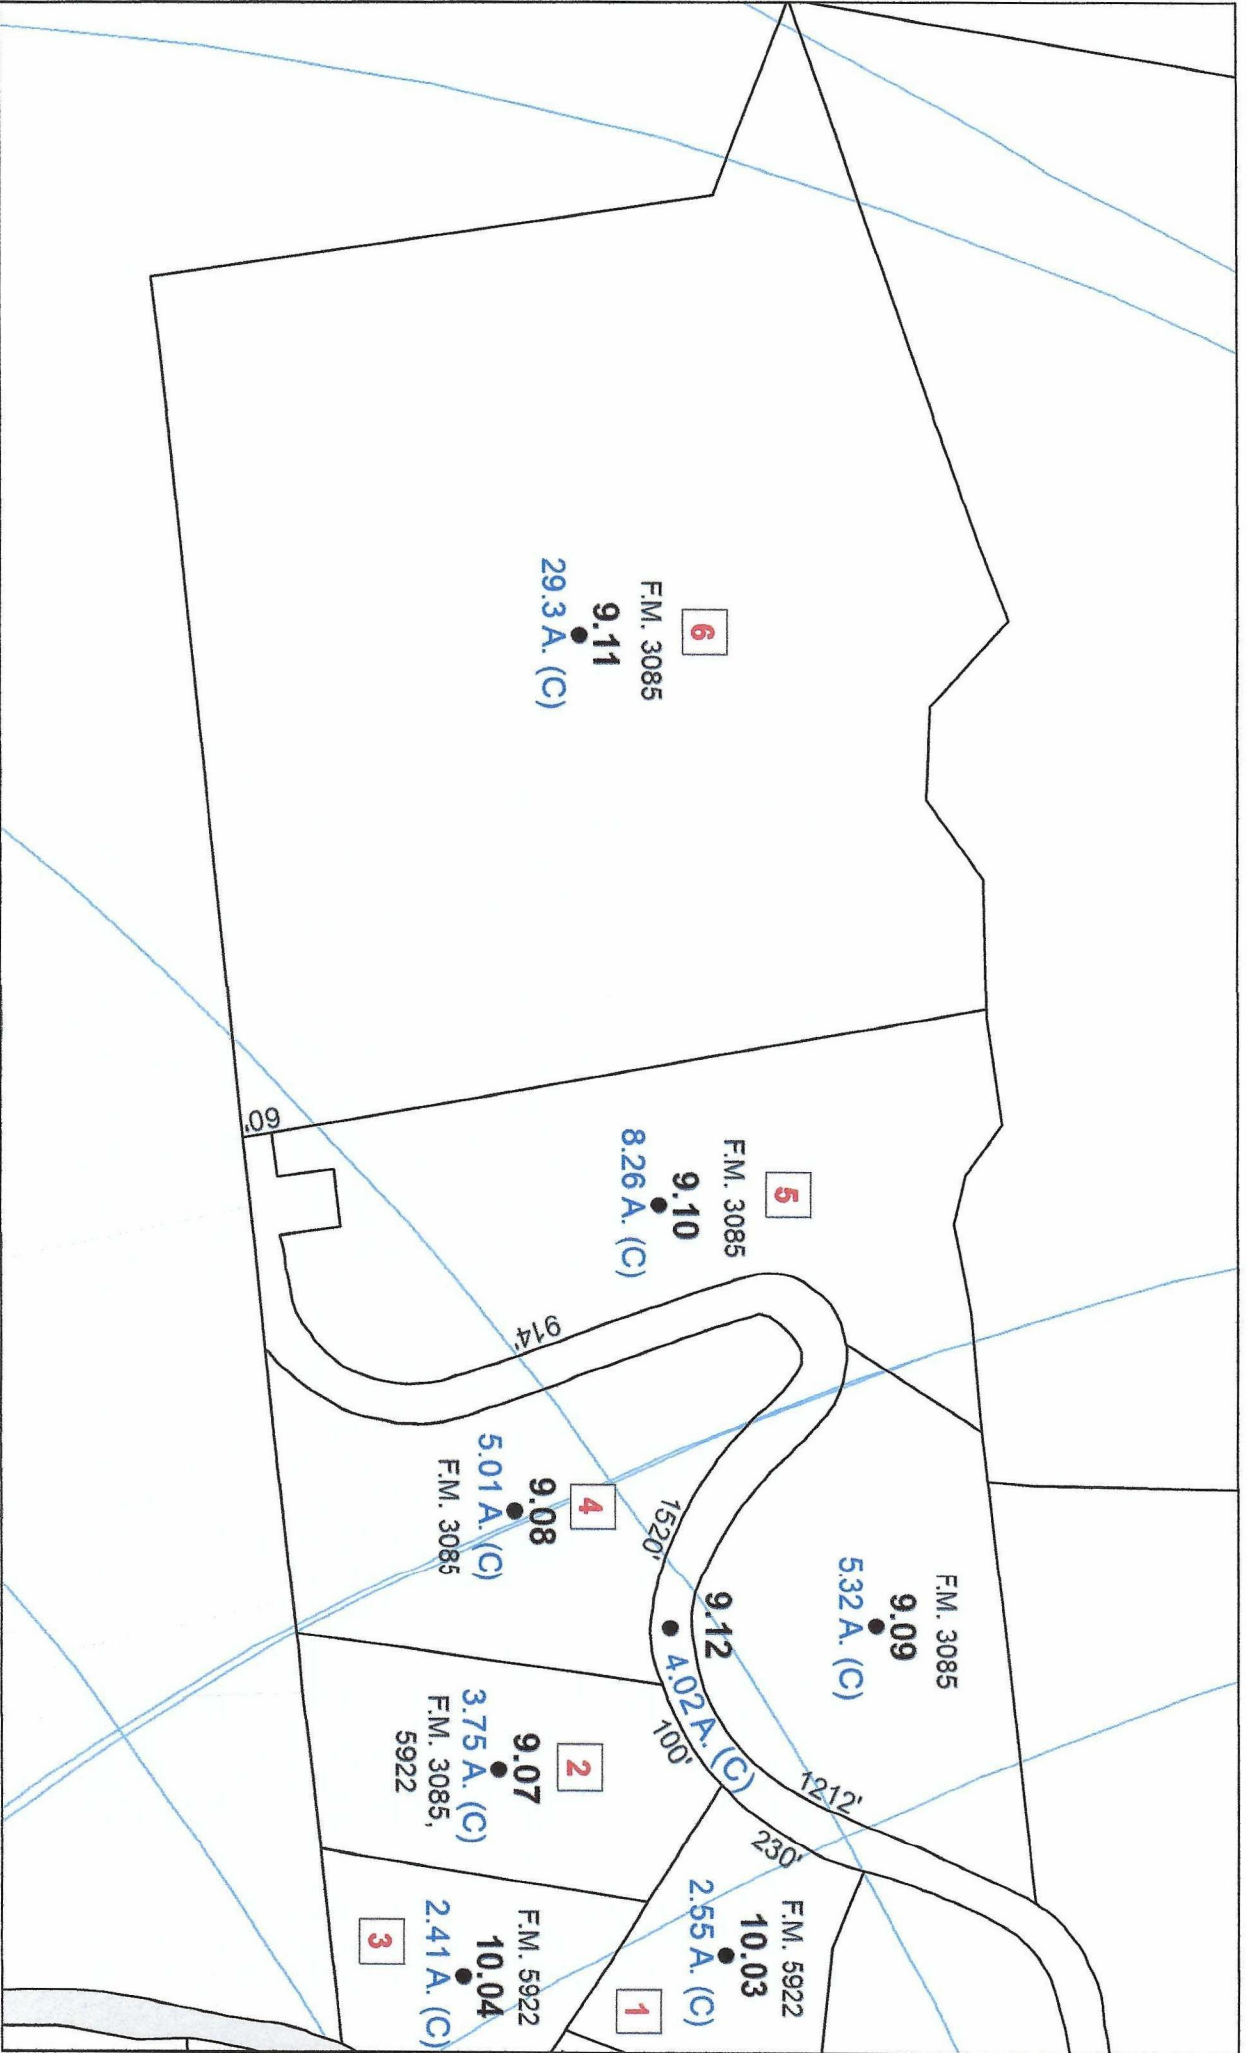 6
F.M. 3085
9.11
29.3 A. (C)
60'
5
F.M. 3085
9.10
8.26 A. (C)
914'
4
9.08
5.01 A. (C)
F.M. 3085
1520'
9.12
4.02 A. (C)
F.M. 3085
9.09
5.32 A. (C)
100'
1212'
230'
2
9.07
3.75 A. (C)
F.M. 3085,
5922
F.M. 5922
10.03
2.55 A. (C)
1
F.M. 5922
10.04
2.41 A. (C)
3